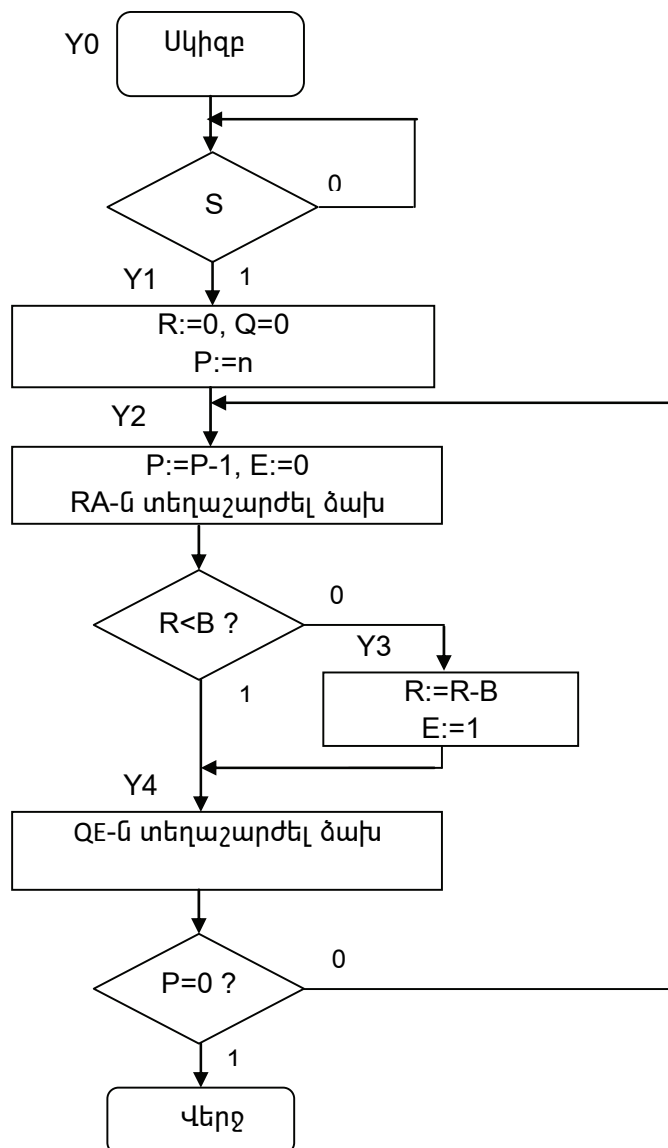 Y0
Սկիզբ
S
0
1
Y1
R:=0, Q=0
P:=n
Y2
P:=P-1, E:=0
RA-ն տեղաշարժել ձախ
R<B ?
0
Y3
1
R:=R-B
E:=1
Y4
QE-ն տեղաշարժել ձախ
P=0 ?
0
1
Վերջ